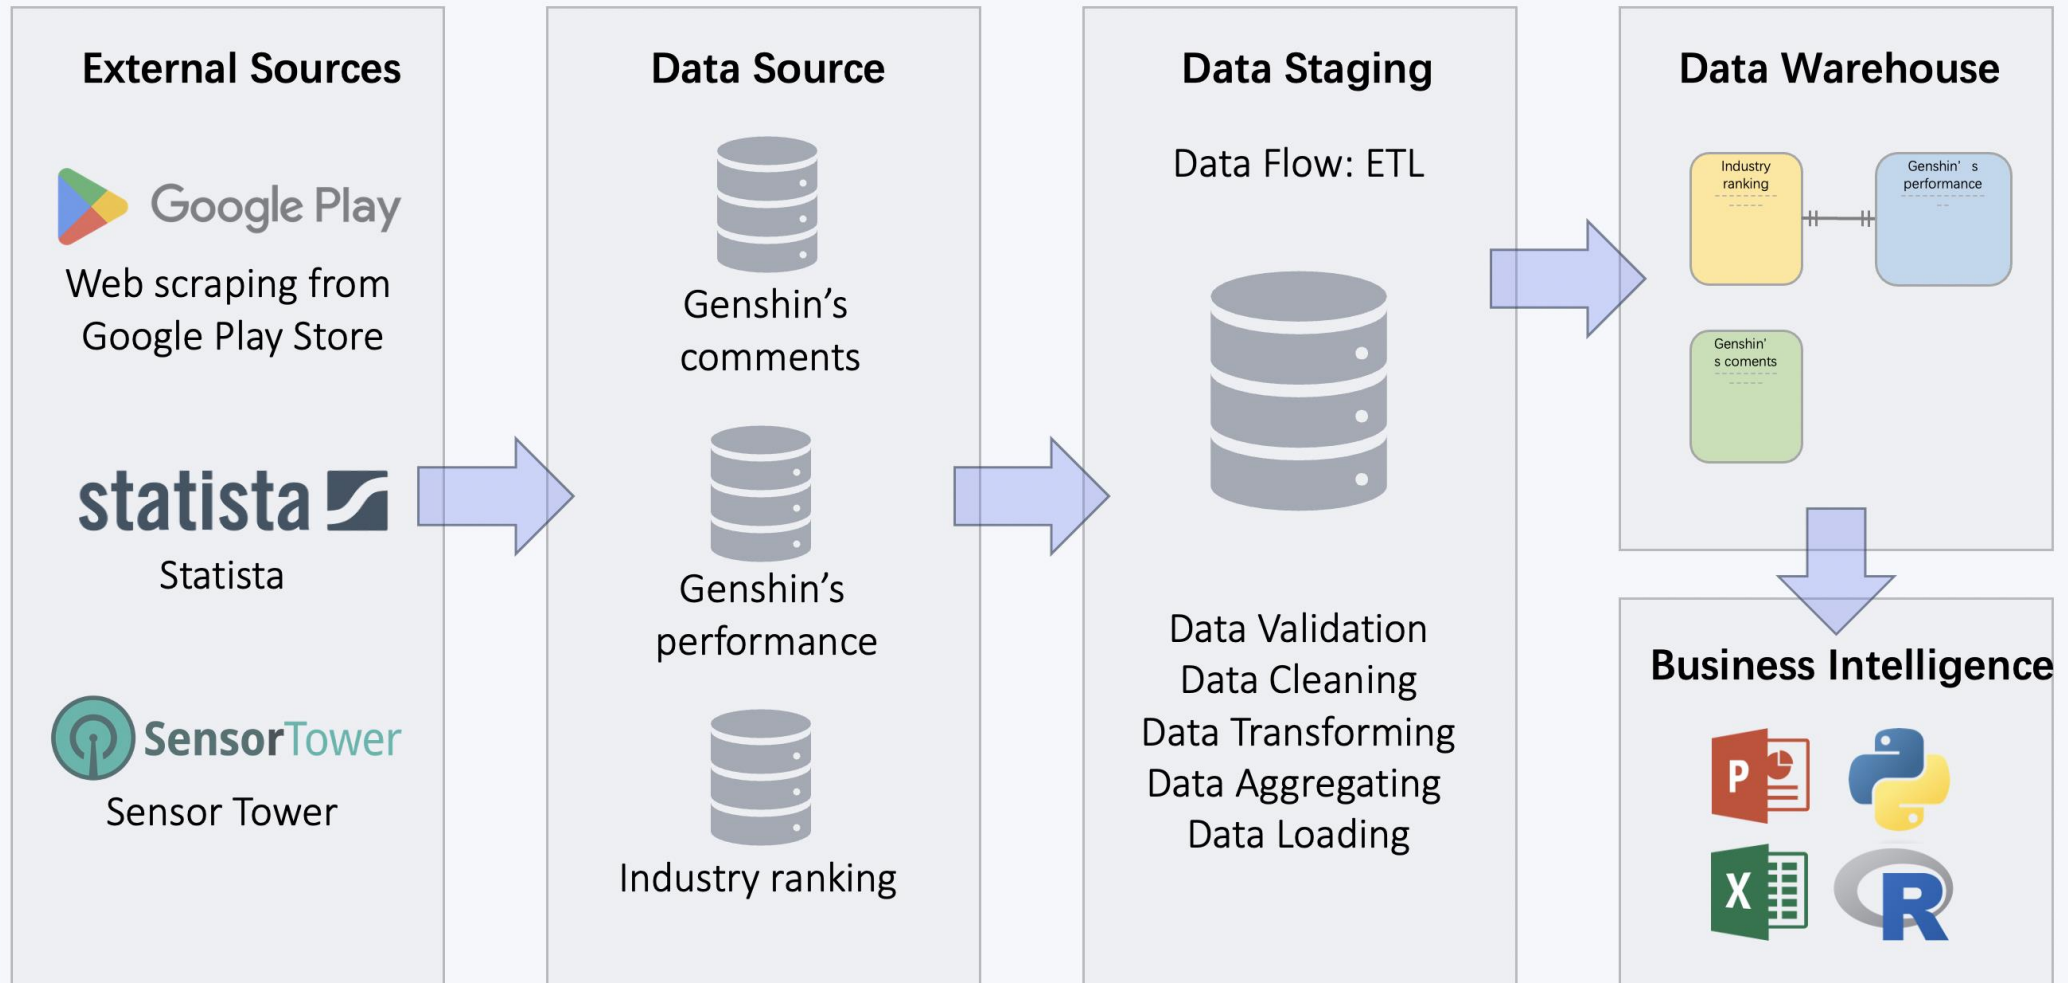 External Sources
Google Play
Web scraping from
Google Play Store
statista
Statista
SensorTower
Sensor Tower
Data Source
Genshin’s
comments
Genshin’s
performance
Industry ranking
Data Staging
Data Flow: ETL
Data Validation
Data Cleaning
Data Transforming
Data Aggregating
Data Loading
Data Warehouse
Industry
ranking
Genshin’ s
performance
Genshin’
s coments
Business Intelligence
P
X
R